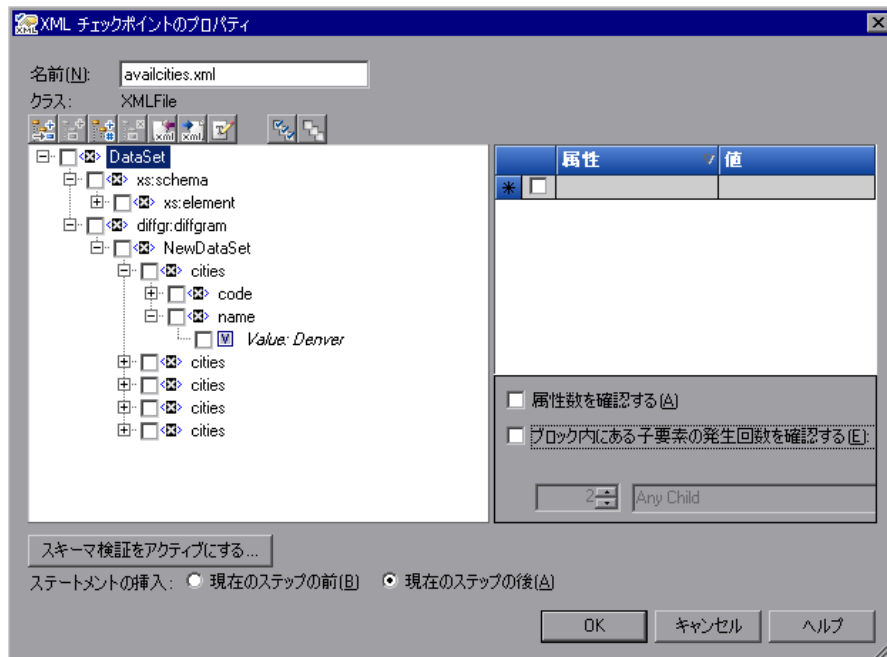 XML チェックポイントのプロパティ
名前(N): availcities.xml
クラス: XMLFile
DataSet
xs:schema
xs:element
diffgr:diffgram
NewDataSet
cities
code
name
Value: Denver
cities
cities
cities
cities
属性 値
属性数を確認する(A)
ブロック内にある子要素の発生回数を確認する(E):
2 Any Child
スキーマ検証をアクティブにする...
ステートメントの挿入: 現在のステップの前(B) 現在のステップの後(A)
OK キャンセル ヘルプ